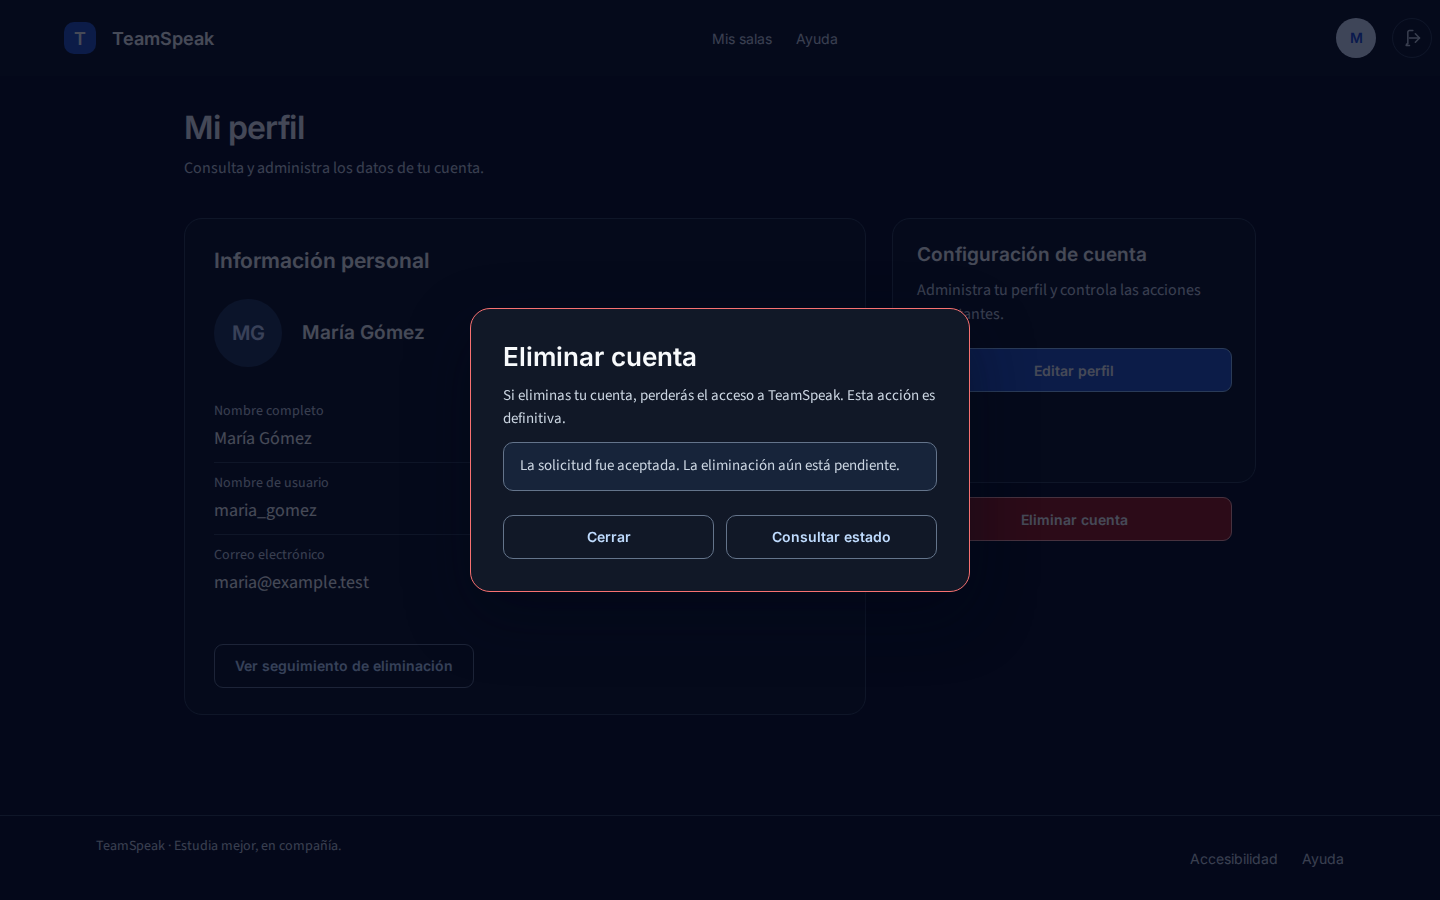 T TeamSpeak
Mis salas Ayuda
M
Mi perfil
Consulta y administra los datos de tu cuenta.
Información personal
MG María Gómez
Nombre completo
María Gómez
Nombre de usuario
maria_gomez
Correo electrónico
maria@example.test
Ver seguimiento de eliminación
Configuración de cuenta
Administra tu perfil y controla las acciones
Editar perfil
Eliminar cuenta
Eliminar cuenta
Si eliminas tu cuenta, perderás el acceso a TeamSpeak. Esta acción es
definitiva.
La solicitud fue aceptada. La eliminación aún está pendiente.
Cerrar Consultar estado
TeamSpeak · Estudia mejor, en compañía.
Accesibilidad Ayuda